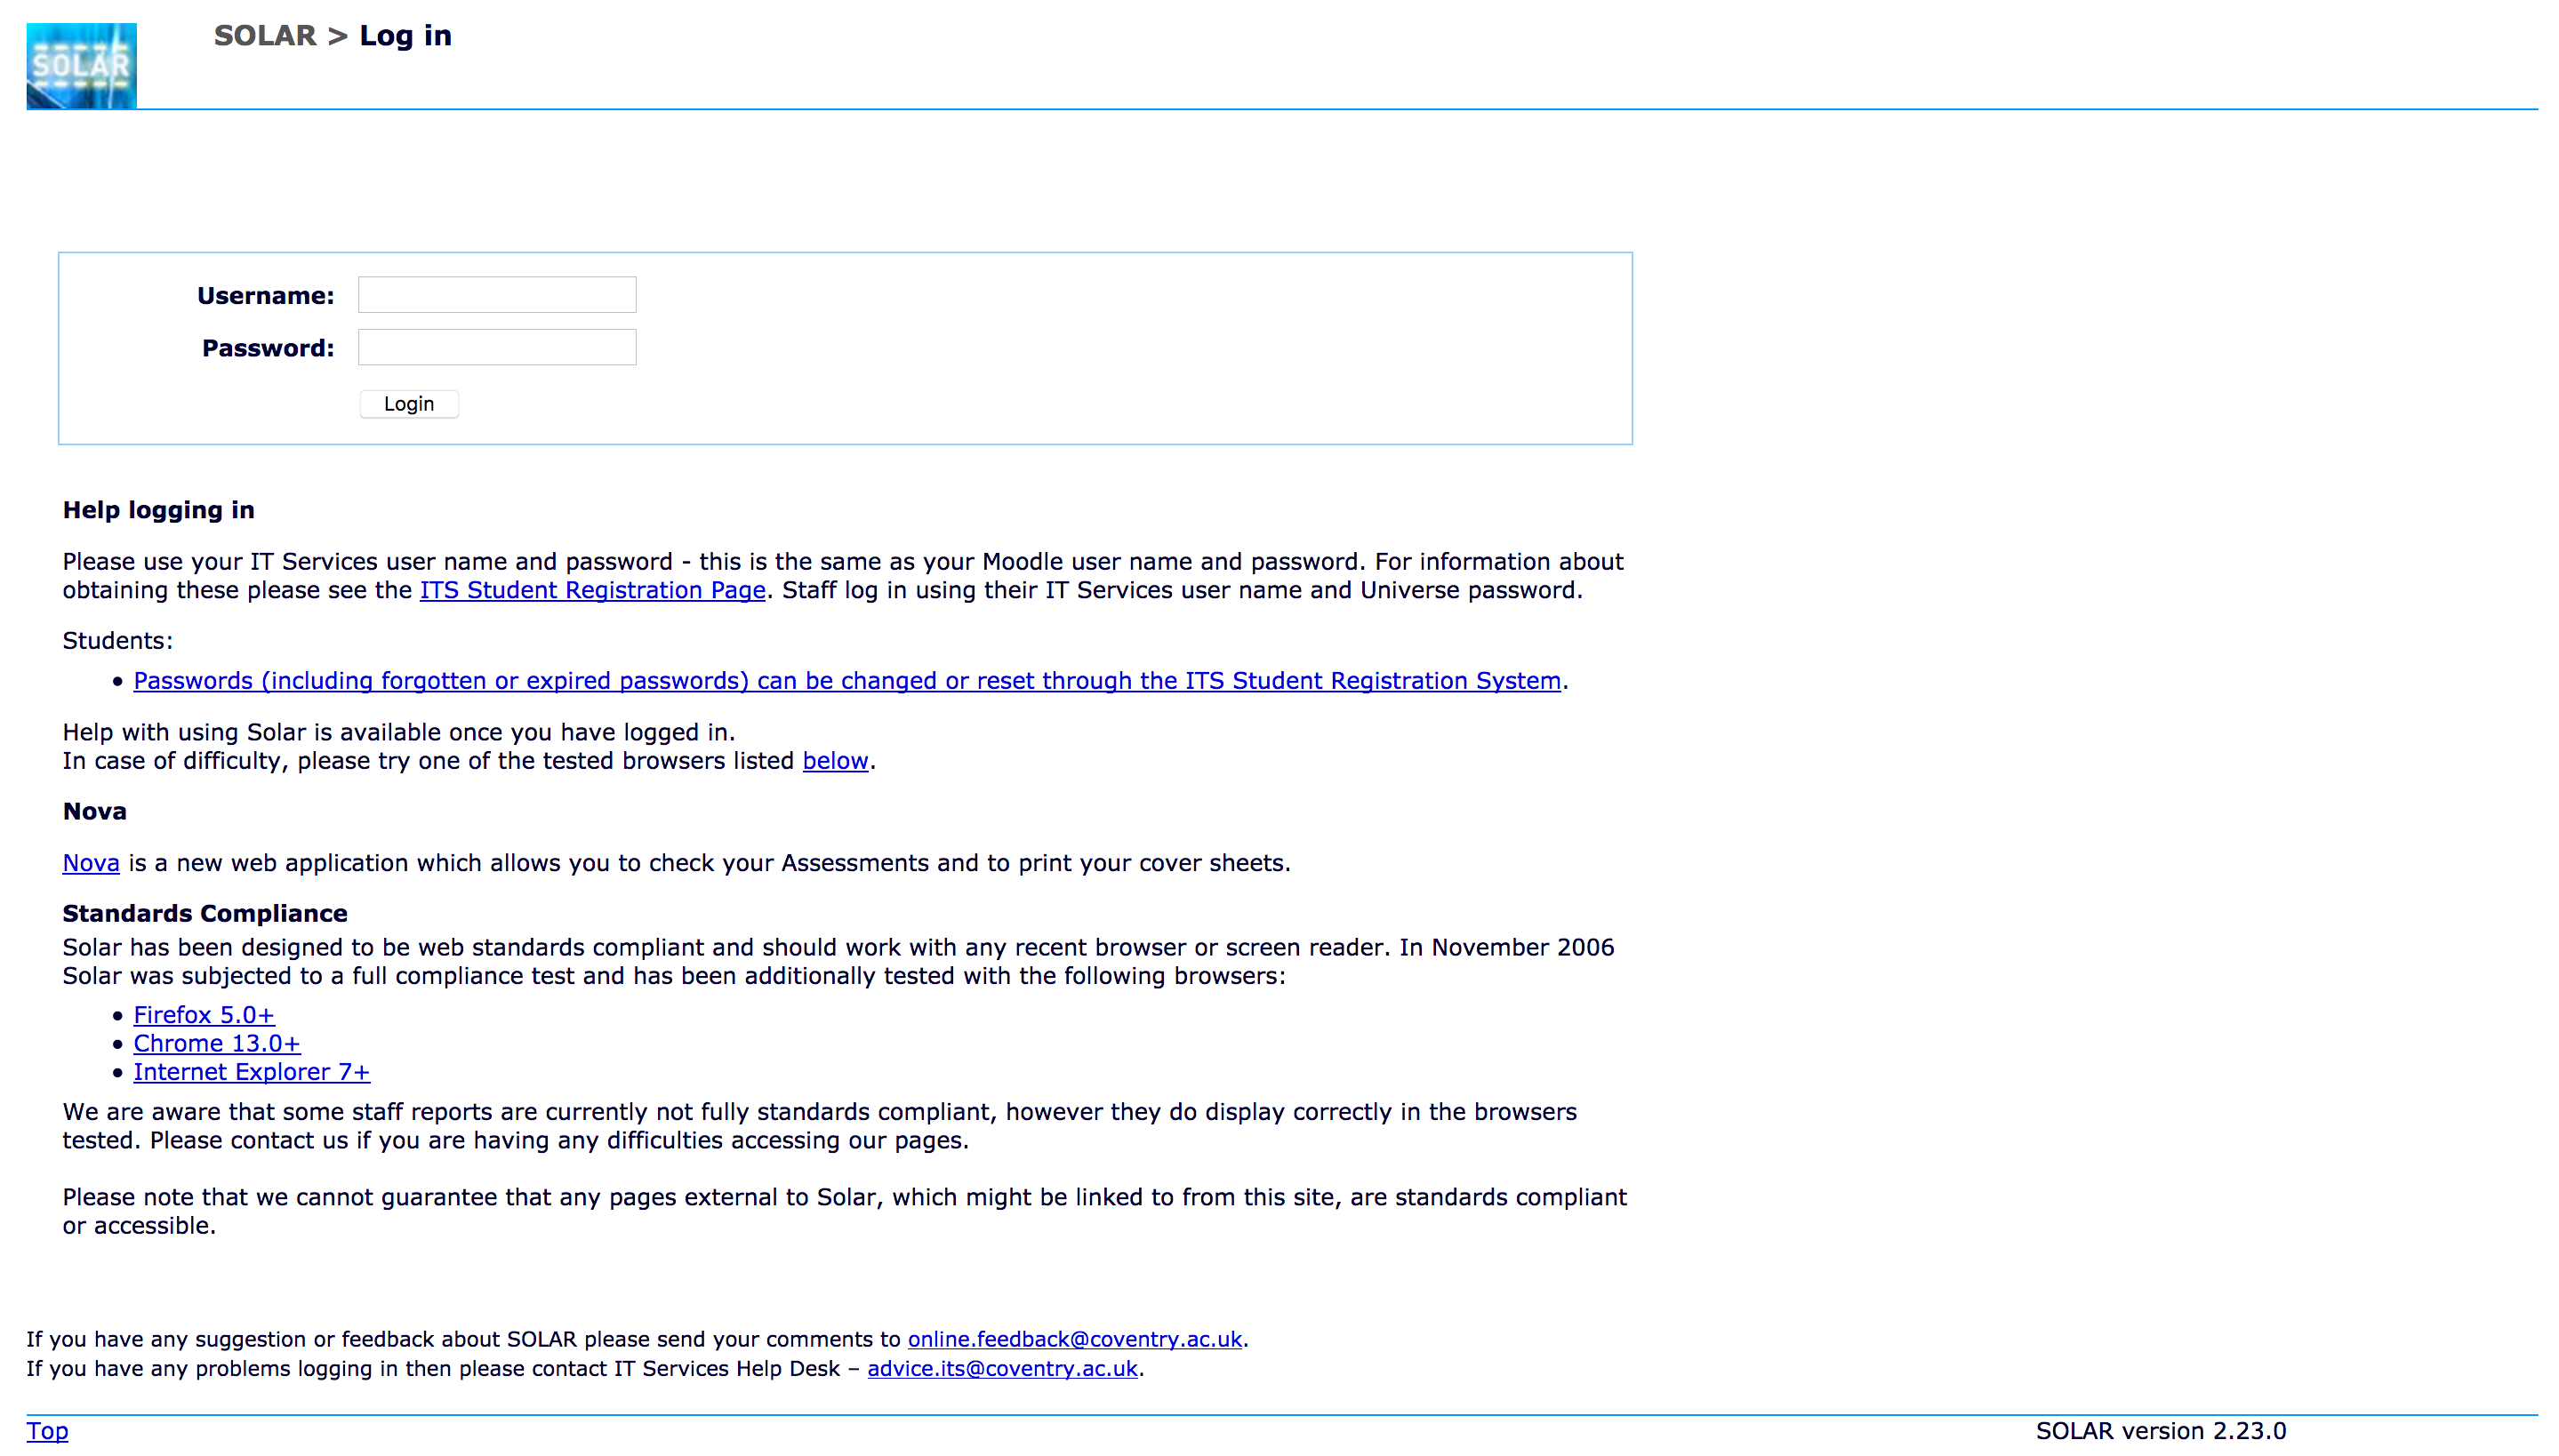 SOLAR
SOLAR > Log in
Username:
Password:
Login
Help logging in
Please use your IT Services user name and password - this is the same as your Moodle user name and password. For information about
obtaining these please see the ITS Student Registration Page. Staff log in using their IT Services user name and Universe password.
Students:
• Passwords (including forgotten or expired passwords) can be changed or reset through the ITS Student Registration System.
Help with using Solar is available once you have logged in.
In case of difficulty, please try one of the tested browsers listed below.
Nova
Nova is a new web application which allows you to check your Assessments and to print your cover sheets.
Standards Compliance
Solar has been designed to be web standards compliant and should work with any recent browser or screen reader. In November 2006
Solar was subjected to a full compliance test and has been additionally tested with the following browsers:
• Firefox 5.0+
• Chrome 13.0+
• Internet Explorer 7+
We are aware that some staff reports are currently not fully standards compliant, however they do display correctly in the browsers
tested. Please contact us if you are having any difficulties accessing our pages.
Please note that we cannot guarantee that any pages external to Solar, which might be linked to from this site, are standards compliant
or accessible.
If you have any suggestion or feedback about SOLAR please send your comments to online.feedback@coventry.ac.uk.
If you have any problems logging in then please contact IT Services Help Desk – advice.its@coventry.ac.uk.
Top
SOLAR version 2.23.0